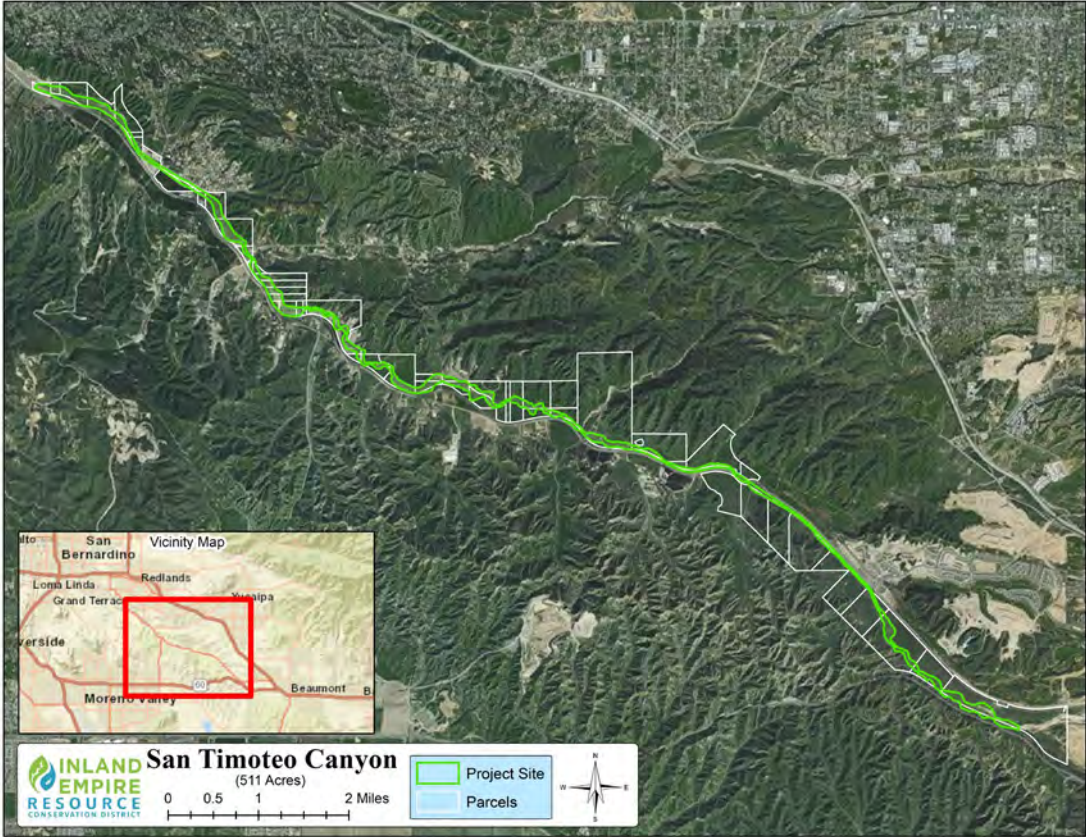 Vicinity Map
San
Bernardino
Loma Linda
Redlands
Grand Terrac
Yucaipa
verside
60
Beaumont
Moreno Valley
INLAND
EMPIRE
RESOURCE
CONSERVATION DISTRICT
San Timoteo Canyon
(511 Acres)
0 0.5 1 2 Miles
Project Site
Parcels
N
W E
S